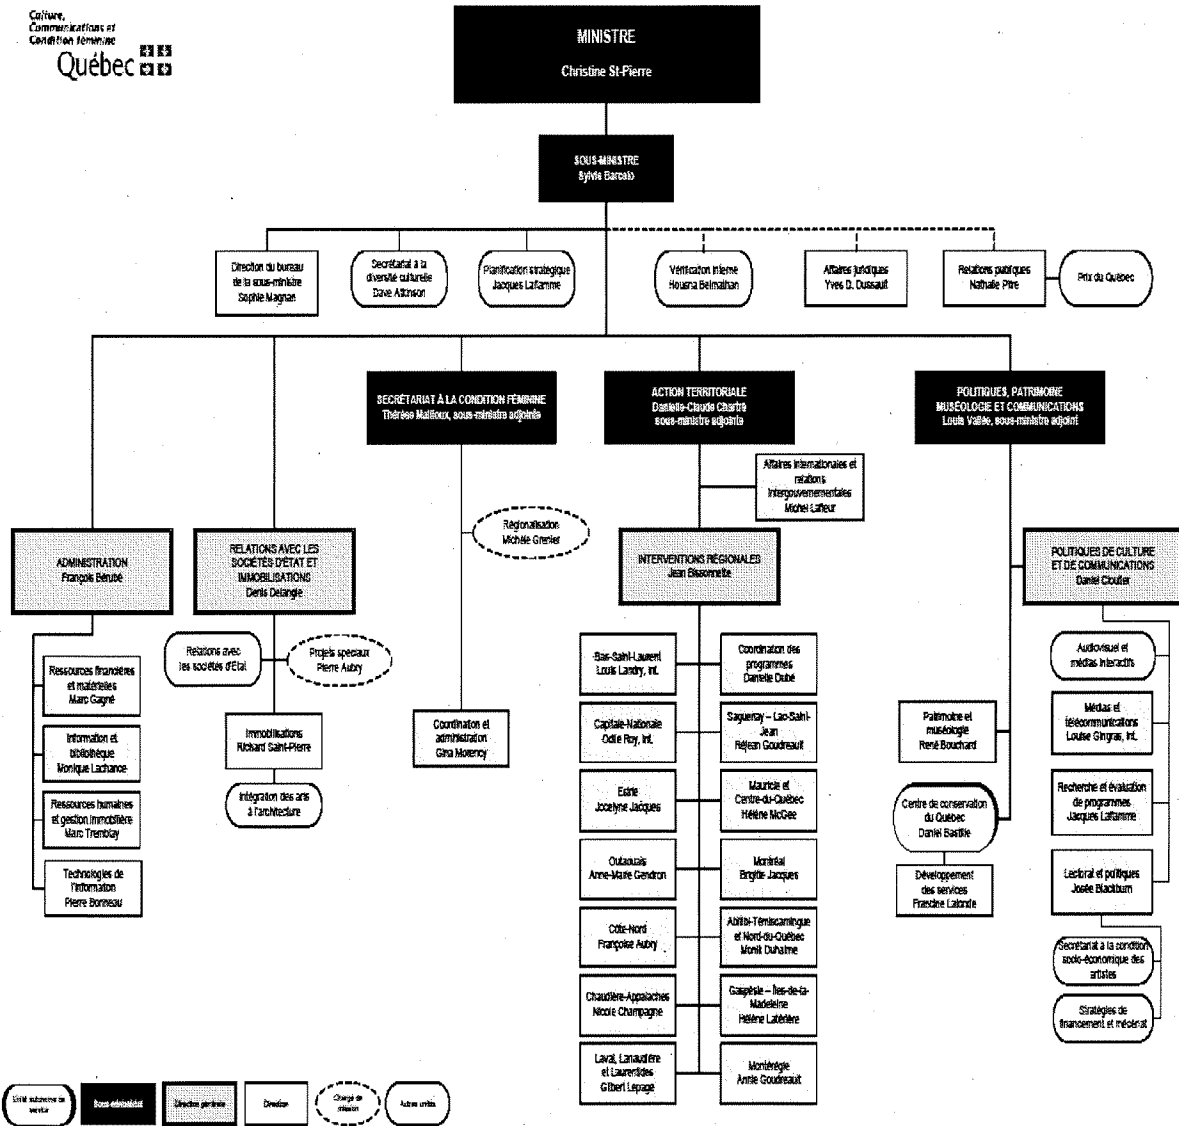 Culture,
Communications et
Condition féminine
Québec
MINISTRE
Christine St-Pierre
SOUS-MINISTRE
Sylvie Barcelo
Direction du bureau
de la sous-ministre
Sophie Magnan
Secrétariat à la
diversité culturelle
Dave Atkinson
Planification stratégique
Jacques Laflamme
Vérification interne
Housna
Affaires juridiques
Yves D. Dussault
Relations publiques
Nathalie Pitre
Prix du Québec
SECRÉTARIAT À LA CONDITION FÉMININE
Thérèse Mailloux, sous-ministre adjointe
ACTION TERRITORIALE
Danielle-Claude Chartré
sous-ministre adjointe
POLITIQUES, PATRIMOINE
MUSÉOLOGIE ET COMMUNICATIONS
Louis Vallée, sous-ministre adjoint
Affaires internationales et
relations
intergouvernementales
Michel Lafleur
Régionalisation
Michèle Grenier
ADMINISTRATION
François Bérubé
RELATIONS AVEC LES
SOCIÉTÉS D'ÉTAT ET
IMMOBILISATIONS
Denis Delangie
INTERVENTIONS RÉGIONALES
Jean Bissonnette
POLITIQUES DE CULTURE
ET DE COMMUNICATIONS
Daniel Cloutier
Relations avec
les sociétés d'État
Projets spéciaux
Pierre Aubry
Ressources financières
et matérielles
Marc Gagné
Information et
bibliothèque
Monique Lachance
Ressources humaines
et gestion immobilière
Marc Tremblay
Technologies de
l'information
Pierre Bonneau
Immobilisations
Richard Saint-Pierre
Intégration des arts
à l'architecture
Coordination et
administration
Gina Morency
Bas-Saint-Laurent
Louis Landry, int.
Coordination des
programmes
Danielle Dubé
Capitale-Nationale
Odile Roy, int.
Saguenay – Lac-Saint-
Jean
Réjean Goudreault
Estrie
Jocelyne Jacques
Mauricie et
Centre-du-Québec
Hélène McGee
Outaouais
Anne-Marie Gendron
Montréal
Brigitte Jacques
Côte-Nord
Françoise Aubry
Abitibi-Témiscamingue
et Nord-du-Québec
Monik Duhaime
Chaudière-Appalaches
Nicole Champagne
Gaspésie – Îles-de-la-
Madeleine
Hélène Latérière
Laval, Lanaudière
et Laurentides
Gilbert Lepage
Montérégie
Annie Goudreault
Patrimoine et
muséologie
René Bouchard
Centre de conservation
du Québec
Daniel Bastille
Développement
des services
Francine Lalonde
Audiovisuel et
médias interactifs
Médias et
télécommunications
Louise Gingras, int.
Recherche et évaluation
de programmes
Jacques Laflamme
Lectorat et politiques
Josée Blackburn
Secrétariat à la condition
socio-économique des
artistes
Stratégies de
financement et mécénat
Unité autonome de
service
Sous-ministériat
Direction générale
Direction
Chargé de
mission
Autres unités